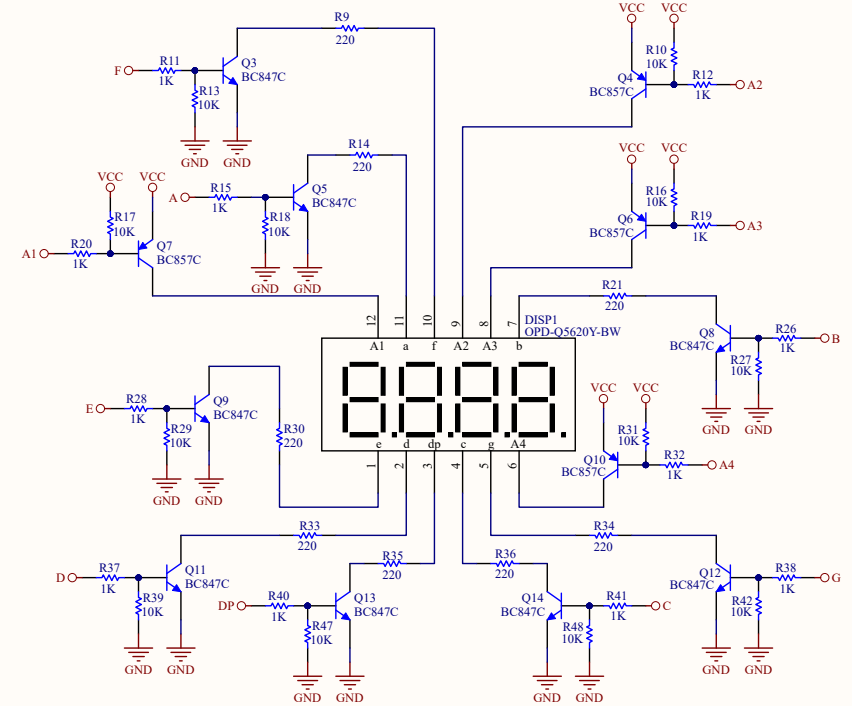 R9
220
VCC VCC
R10
10K
Q4
BC857C
R12
1K
A2
F
R11
1K
Q3
BC847C
R13
10K
GND GND
R14
220
VCC VCC
R16
10K
Q6
BC857C
R19
1K
A3
A
R15
1K
Q5
BC847C
R18
10K
GND GND
VCC VCC
R17
10K
Q7
BC857C
A1
R20
1K
R21
220
12 11 10 9 8 7
DISP1
OPD-Q5620Y-BW
A1 a f A2 A3 b
Q8
BC847C
R26
1K
B
R27
10K
GND GND
8.8.8.8.
e d dp c g A4
1 2 3 4 5 6
E
R28
1K
Q9
BC847C
R29
10K
R30
220
GND GND
VCC VCC
R31
10K
Q10
BC857C
R32
1K
A4
R33
220
R34
220
D
R37
1K
Q11
BC847C
R39
10K
GND GND
R35
220
R36
220
DP
R40
1K
Q13
BC847C
R47
10K
GND GND
Q14
BC847C
R41
1K
C
R48
10K
GND GND
Q12
BC847C
R38
1K
G
R42
10K
GND GND